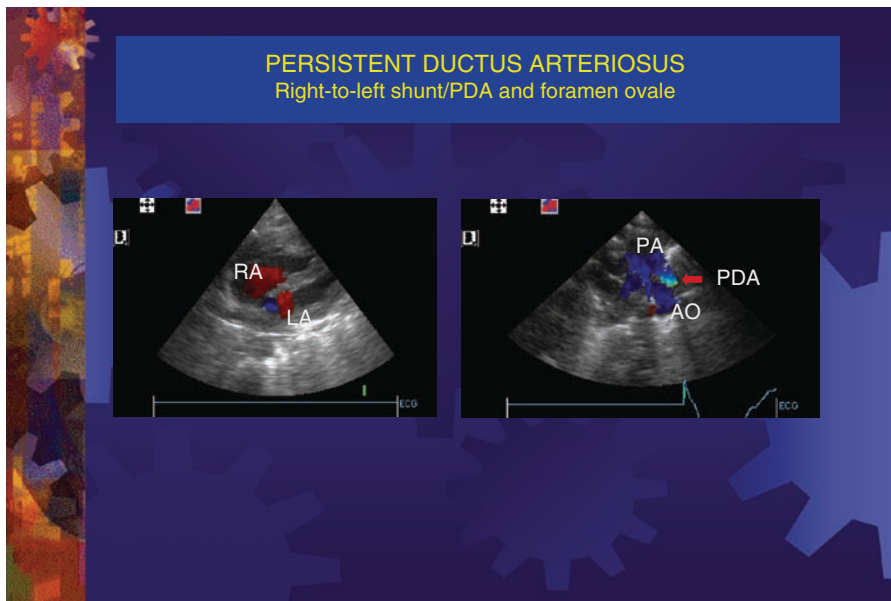 PERSISTENT DUCTUS ARTERIOSUS
Right-to-left shunt/PDA and foramen ovale
RA
LA
ECG
PA
PDA
AO
ECG